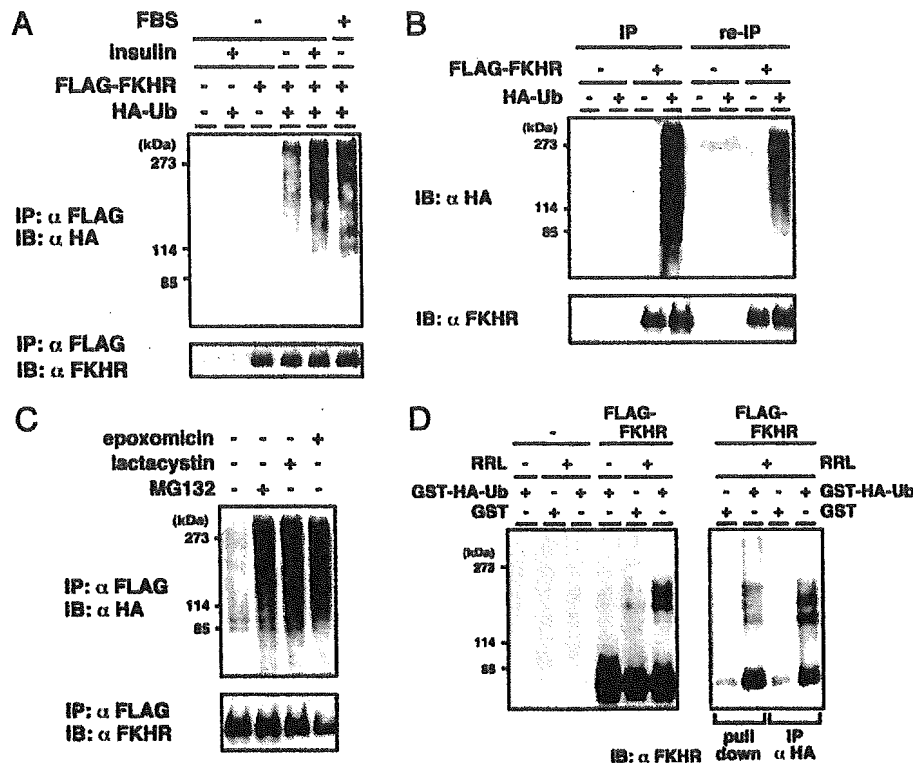 A
FBS - +
insulin + - + -
FLAG-FKHR - - + + + +
HA-Ub - + - + + +
(kDa)
273
114
85
IP: α FLAG
IB: α HA
IP: α FLAG
IB: α FKHR
B
IP re-IP
FLAG-FKHR - + - +
HA-Ub - + - + - + - +
(kDa)
273
114
85
IB: α HA
IB: α FKHR
C
epoxomicin - - - +
lactacystin - - + -
MG132 - + - -
(kDa)
273
114
85
IP: α FLAG
IB: α HA
IP: α FLAG
IB: α FKHR
D
- FLAG-FKHR FLAG-FKHR
RRL - + - + + RRL
GST-HA-Ub + - + + - + - + - + GST-HA-Ub
GST - + - - + - + - + - GST
(kDa)
273
114
85
IB: α FKHR
pull down
IP α HA